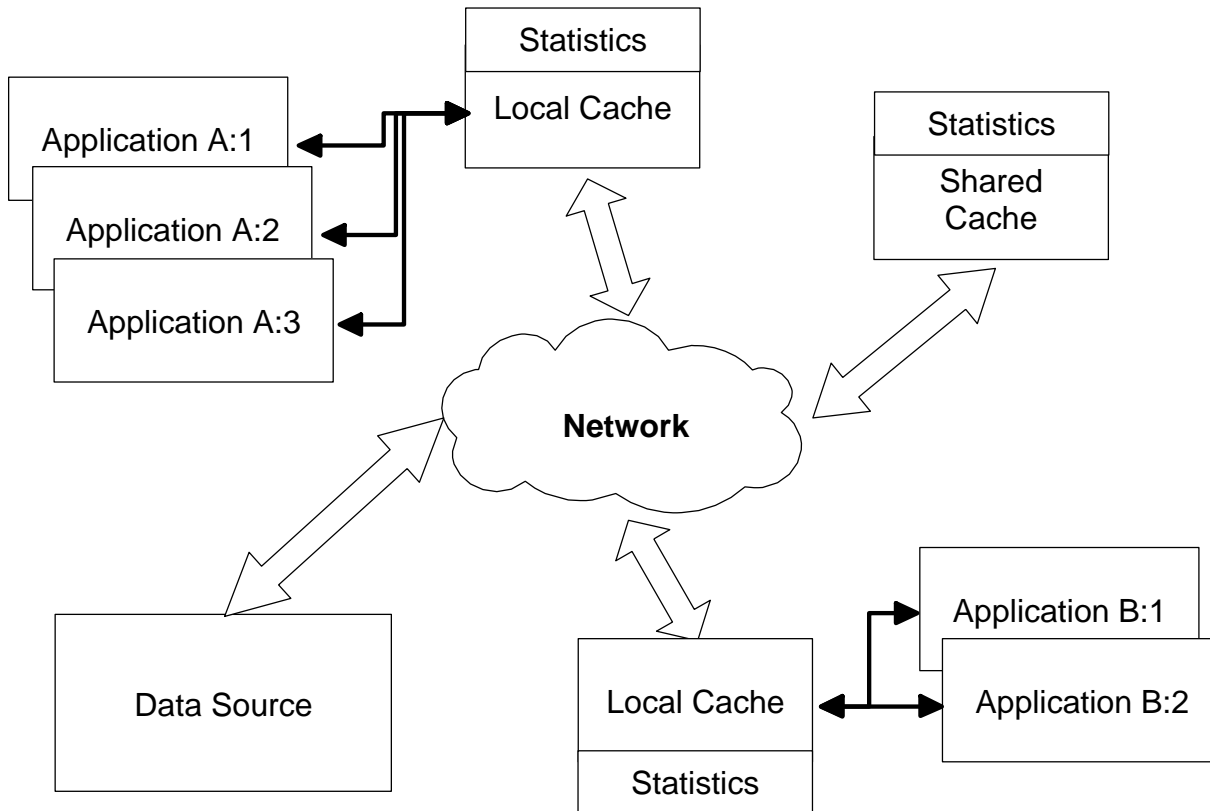 Statistics
Local Cache
Application A:1
Application A:2
Application A:3
Statistics
Shared
Cache
Network
Data Source
Local Cache
Statistics
Application B:1
Application B:2